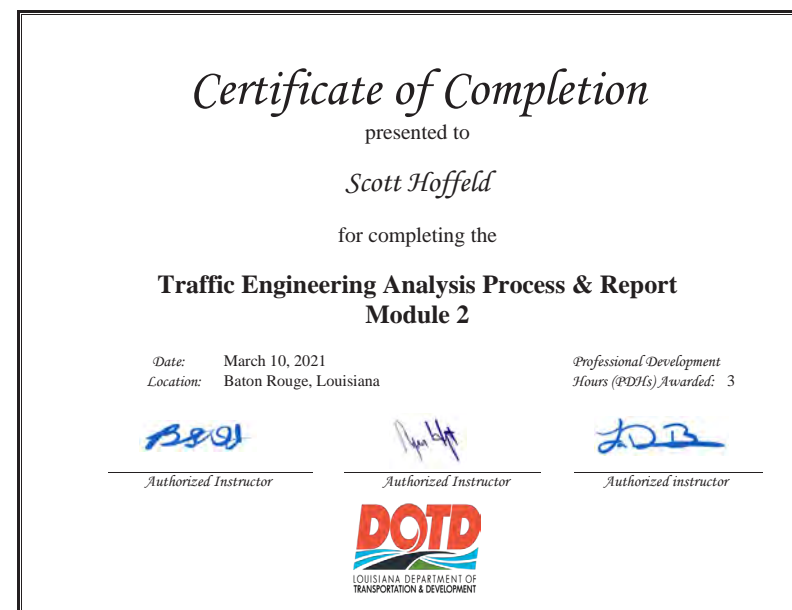 Certificate of Completion
presented to
Scott Hoffeld
for completing the
Traffic Engineering Analysis Process & Report
Module 2
Date: March 10, 2021
Location: Baton Rouge, Louisiana
Professional Development
Hours (PDHs) Awarded: 3
Authorized Instructor
Authorized Instructor
Authorized instructor
DOTD
LOUISIANA DEPARTMENT OF
TRANSPORTATION & DEVELOPMENT